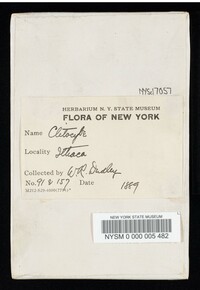 NYSd7057
HERBARIUM N. Y. STATE MUSEUM
FLORA OF NEW YORK
Name Clitocybe
Locality Ithaca
Collected by W.R. Dudley
No. 91 & 157 Date 1889
NEW YORK STATE MUSEUM
NYSM 0 000 005 482